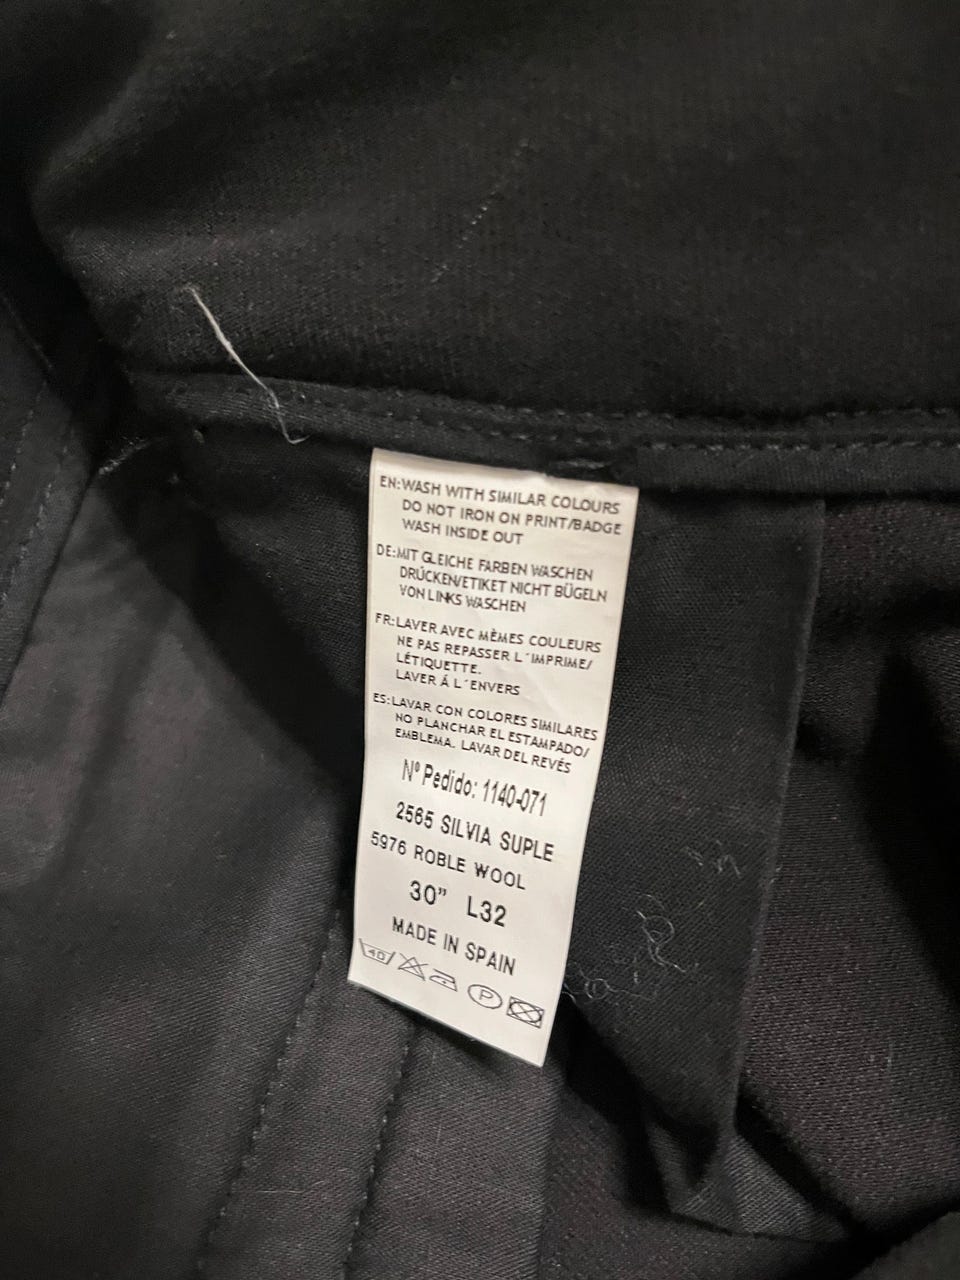 EN:WASH WITH SIMILAR COLOURS
DO NOT IRON ON PRINT/BADGE
WASH INSIDE OUT
DE:MIT GLEICHE FARBEN WASCHEN
DRÜCKEN/ETIKET NICHT BÜGELN
VON LINKS WASCHEN
FR:LAVER AVEC MÈMES COULEURS
NE PAS REPASSER L´IMPRIME/
LÉTIQUETTE.
LAVER Á L´ENVERS
ES:LAVAR CON COLORES SIMILARES
NO PLANCHAR EL ESTAMPADO/
EMBLEMA. LAVAR DEL REVÉS
Nº Pedido: 1140-071
2565 SILVIA SUPLE
5976 ROBLE WOOL
30" L32
MADE IN SPAIN
40 P